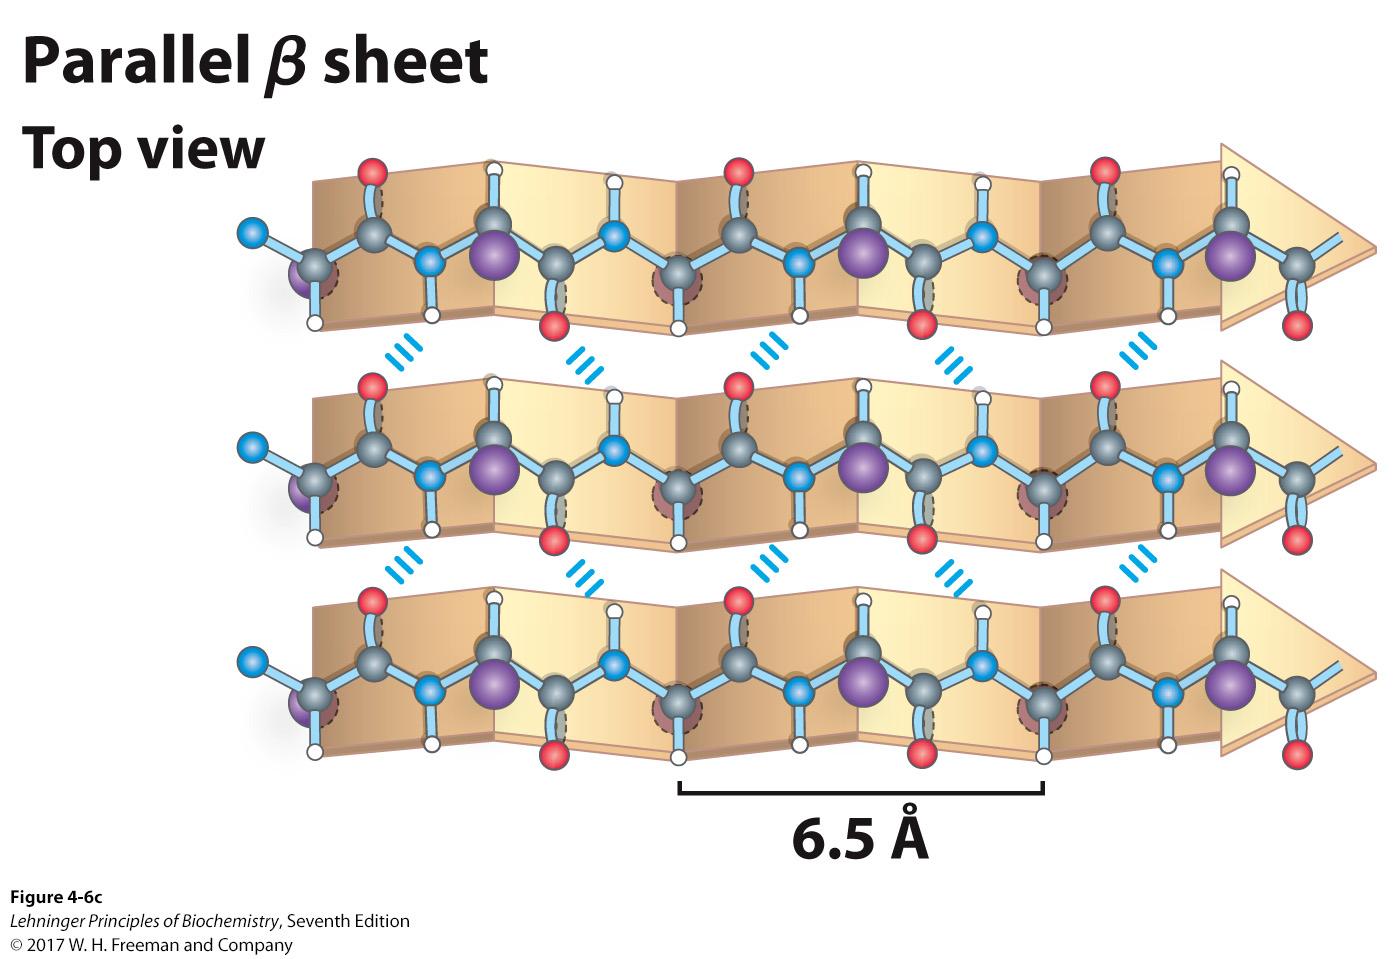 Parallel β sheet
Top view
6.5 Å
Figure 4-6c
Lehninger Principles of Biochemistry, Seventh Edition
© 2017 W. H. Freeman and Company